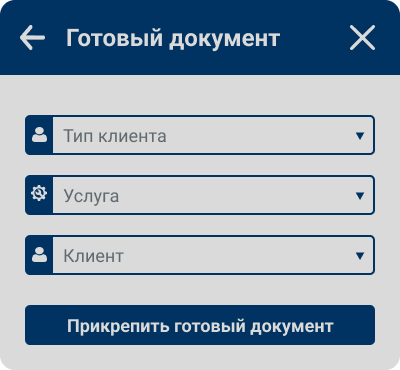 Готовый документ
Тип клиента
Услуга
Клиент
Прикрепить готовый документ